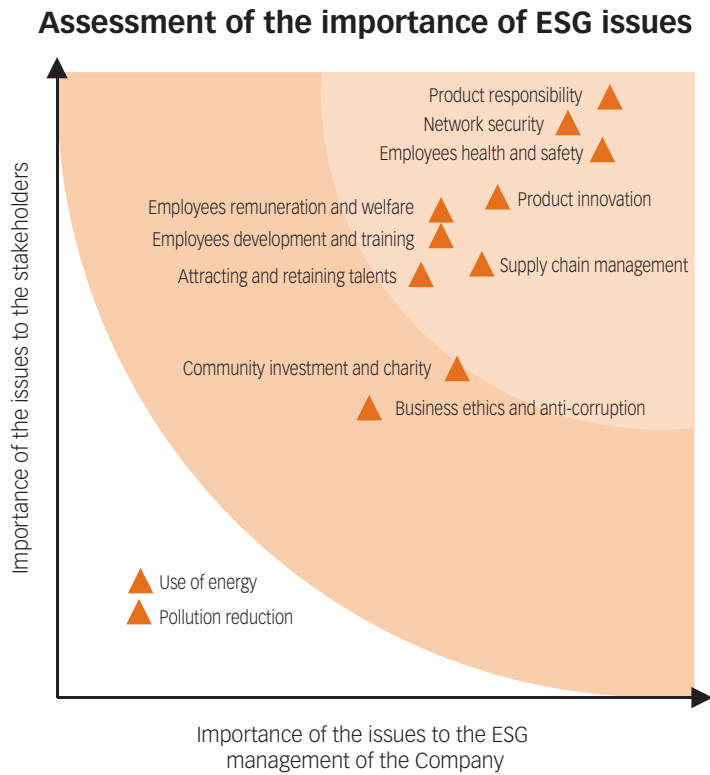 Assessment of the importance of ESG issues
Importance of the issues to the stakeholders
Product responsibility
Network security
Employees health and safety
Product innovation
Employees remuneration and welfare
Employees development and training
Supply chain management
Attracting and retaining talents
Community investment and charity
Business ethics and anti-corruption
Use of energy
Pollution reduction
Importance of the issues to the ESG
management of the Company